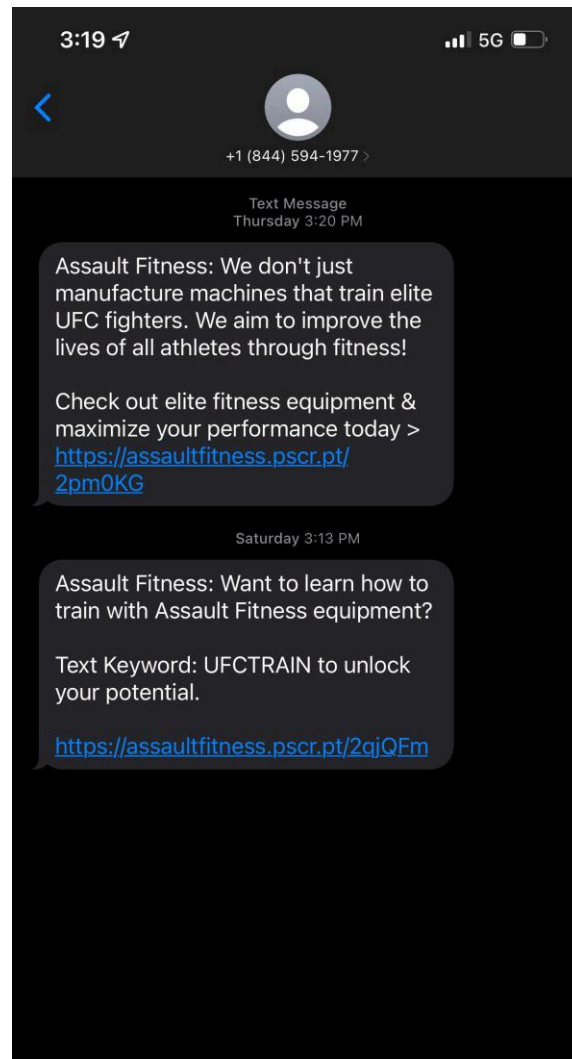 3:19
5G
+1 (844) 594-1977 >
Text Message
Thursday 3:20 PM
Assault Fitness: We don't just
manufacture machines that train elite
UFC fighters. We aim to improve the
lives of all athletes through fitness!
Check out elite fitness equipment &
maximize your performance today >
https://assaultfitness.pscr.pt/
2pm0KG
Saturday 3:13 PM
Assault Fitness: Want to learn how to
train with Assault Fitness equipment?
Text Keyword: UFCTRAIN to unlock
your potential.
https://assaultfitness.pscr.pt/2qjQFm